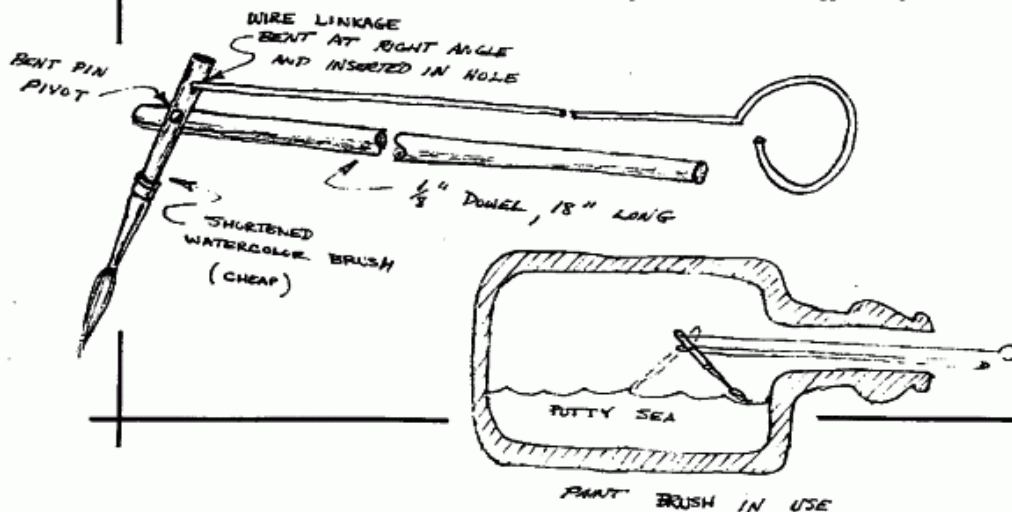 WIRE LINKAGE
BENT AT RIGHT ANGLE
AND INSERTED IN HOLE
BENT PIN
PIVOT
1/8" DOWEL, 18" LONG
SHORTENED
WATERCOLOR BRUSH
(CHEAP)
PUTTY SEA
PAINT BRUSH IN USE